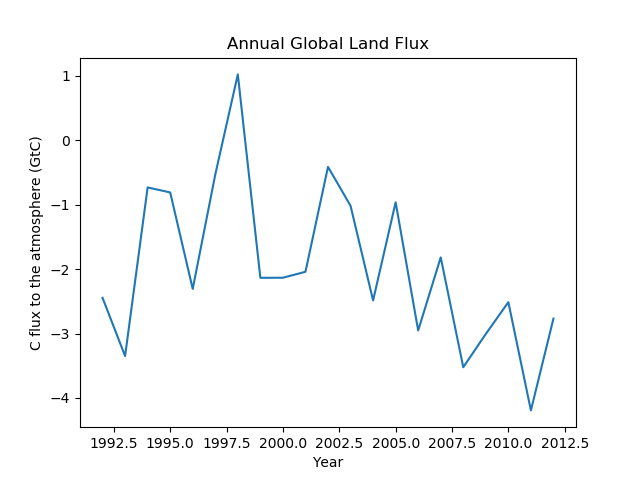 Annual Global Land Flux
1
0
−1
−2
−3
−4
C flux to the atmosphere (GtC)
1992.5 1995.0 1997.5 2000.0 2002.5 2005.0 2007.5 2010.0 2012.5
Year